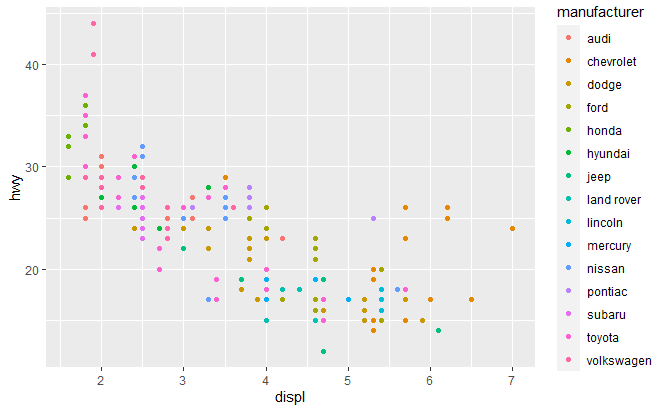 manufacturer
audi
chevrolet
dodge
ford
honda
hyundai
jeep
land rover
lincoln
mercury
nissan
pontiac
subaru
toyota
volkswagen
hwy
40
30
20
2 3 4 5 6 7
displ